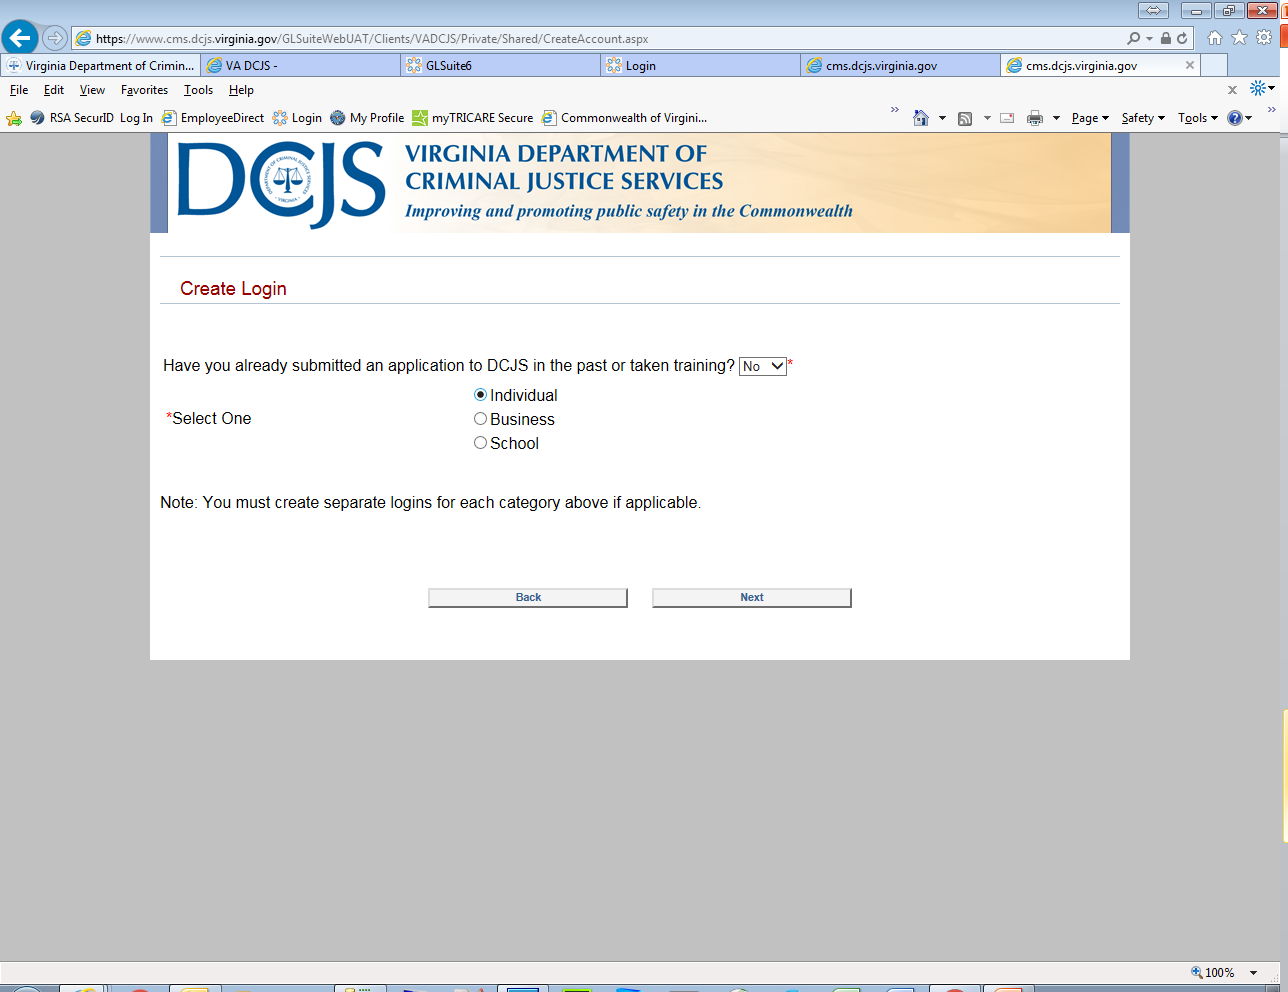 https://www.cms.dcjs.virginia.gov/GLSuiteWebUAT/Clients/VADCJS/Private/Shared/CreateAccount.aspx
Virginia Department of Crimin... VA DCJS - GLSuite6 Login cms.dcjs.virginia.gov cms.dcjs.virginia.gov
File Edit View Favorites Tools Help
RSA SecurID Log In EmployeeDirect Login My Profile myTRICARE Secure Commonwealth of Virgini... Page Safety Tools
DCJS
VIRGINIA DEPARTMENT OF
CRIMINAL JUSTICE SERVICES
Improving and promoting public safety in the Commonwealth
Create Login
Have you already submitted an application to DCJS in the past or taken training? No *
Individual
*Select One
Business
School
Note: You must create separate logins for each category above if applicable.
Back Next
100%